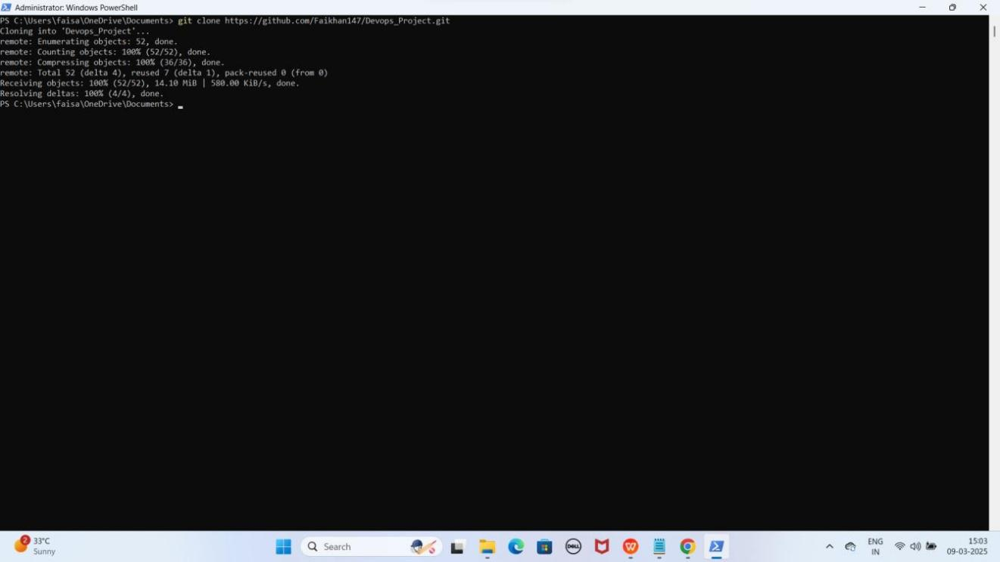 Administrator: Windows PowerShell
PS C:\Users\faisa\OneDrive\Documents> git clone https://github.com/Faikhan147/Devops_Project.git
Cloning into 'Devops_Project'...
remote: Enumerating objects: 52, done.
remote: Counting objects: 100% (52/52), done.
remote: Compressing objects: 100% (36/36), done.
remote: Total 52 (delta 4), reused 7 (delta 1), pack-reused 0 (from 0)
Receiving objects: 100% (52/52), 14.10 MiB | 580.00 KiB/s, done.
Resolving deltas: 100% (4/4), done.
PS C:\Users\faisa\OneDrive\Documents>
2
33°C
Sunny
Search
DELL
W
ENG
IN
15:03
09-03-2025